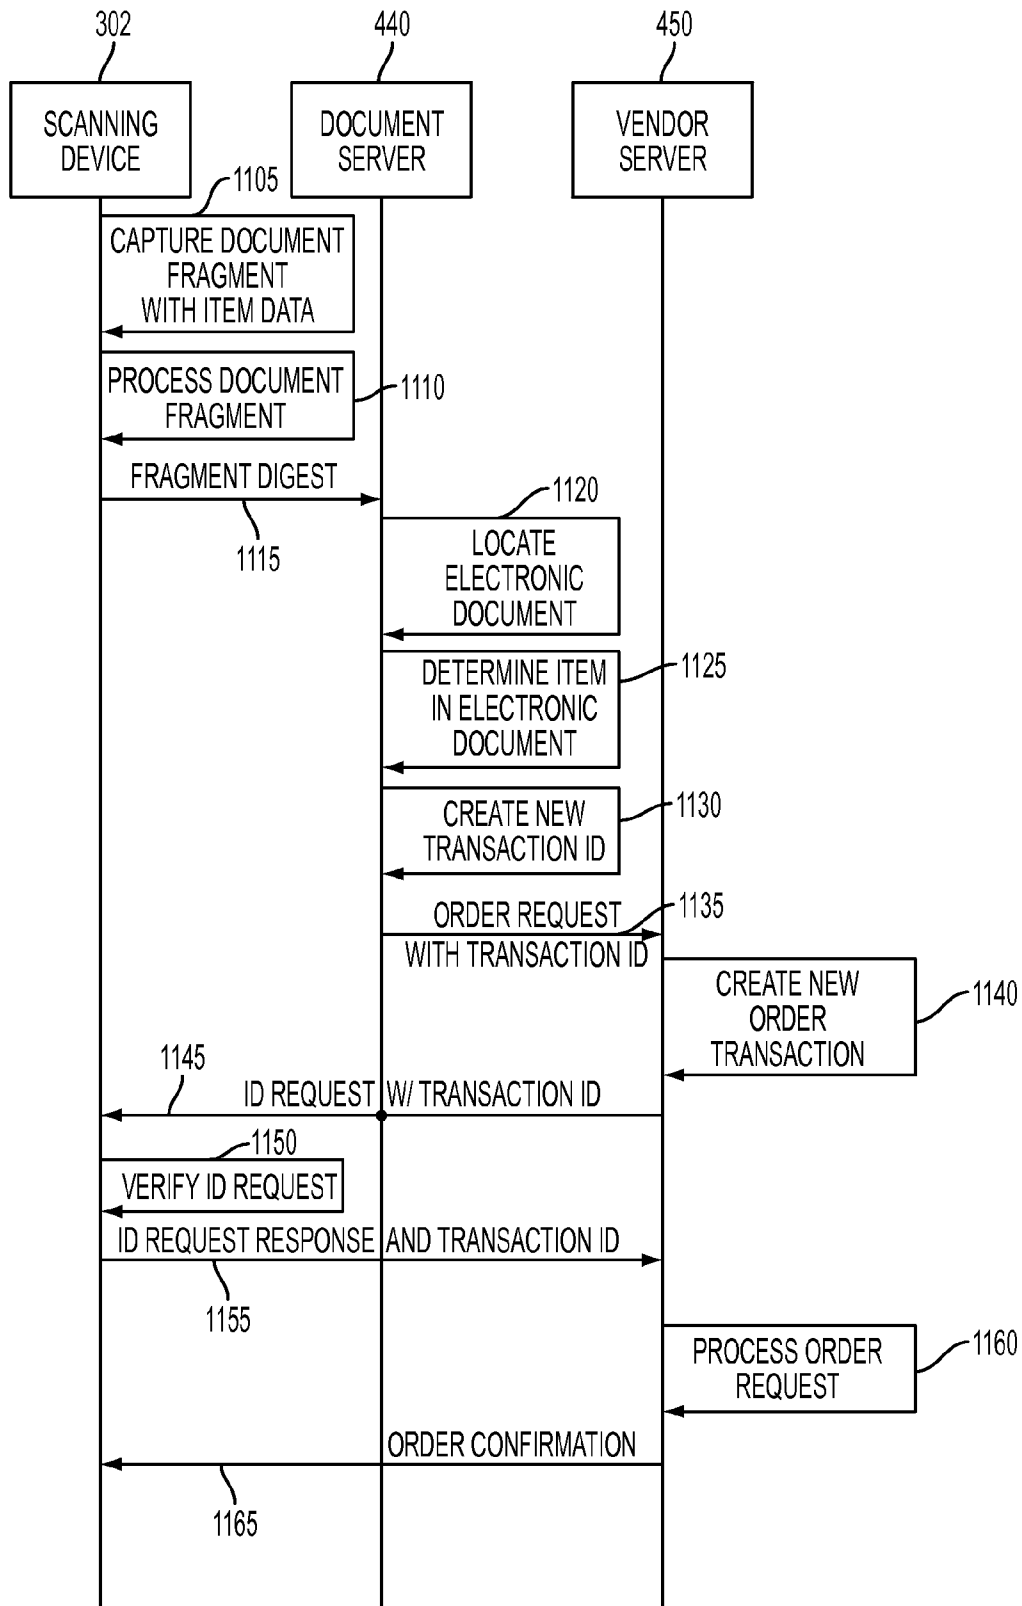 302
440
450
SCANNING
DEVICE
DOCUMENT
SERVER
VENDOR
SERVER
1105
CAPTURE DOCUMENT
FRAGMENT
WITH ITEM DATA
PROCESS DOCUMENT
FRAGMENT
1110
FRAGMENT DIGEST
1115
1120
LOCATE
ELECTRONIC
DOCUMENT
DETERMINE ITEM
IN ELECTRONIC
DOCUMENT
1125
CREATE NEW
TRANSACTION ID
1130
ORDER REQUEST
WITH TRANSACTION ID
1135
CREATE NEW
ORDER
TRANSACTION
1140
1145
ID REQUEST W/ TRANSACTION ID
1150
VERIFY ID REQUEST
ID REQUEST RESPONSE AND TRANSACTION ID
1155
PROCESS ORDER
REQUEST
1160
ORDER CONFIRMATION
1165